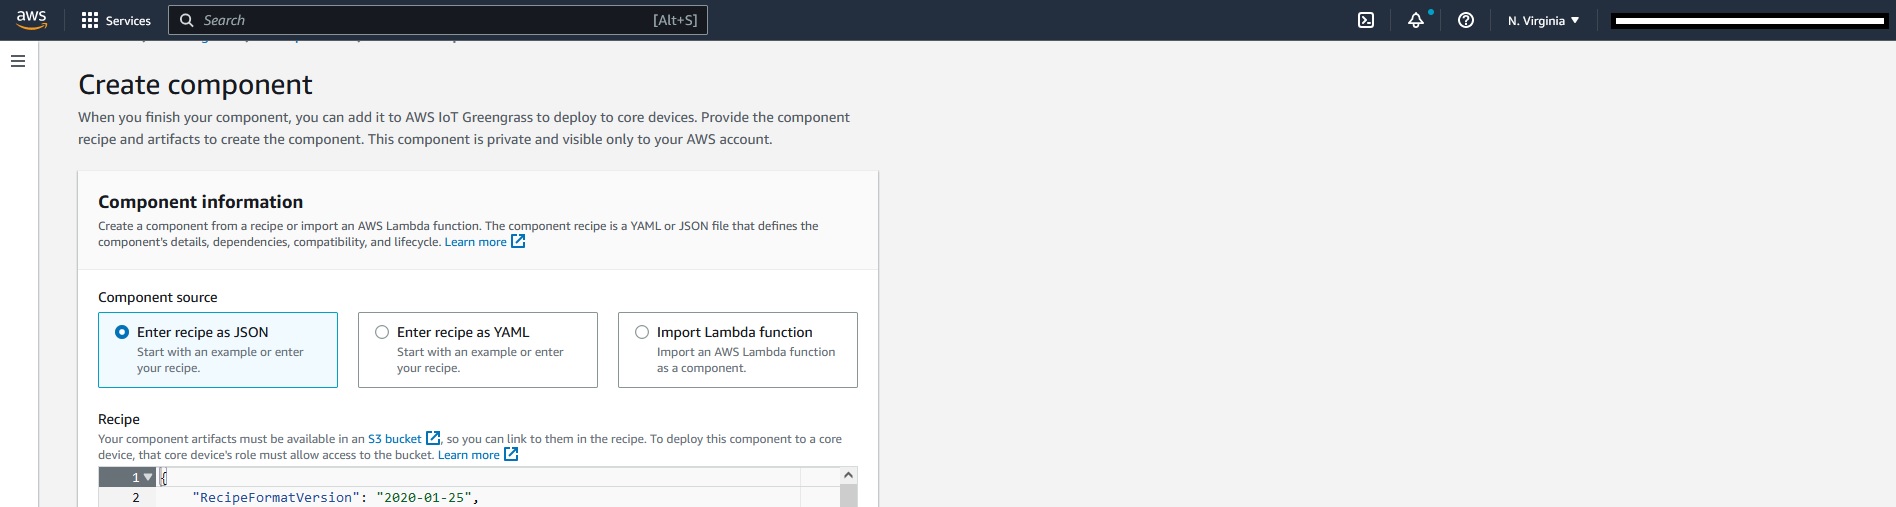 aws Services Search [Alt+S] N. Virginia
Create component
When you finish your component, you can add it to AWS IoT Greengrass to deploy to core devices. Provide the component
recipe and artifacts to create the component. This component is private and visible only to your AWS account.
Component information
Create a component from a recipe or import an AWS Lambda function. The component recipe is a YAML or JSON file that defines the
component's details, dependencies, compatibility, and lifecycle. Learn more
Component source
Enter recipe as JSON
Start with an example or enter
your recipe.
Enter recipe as YAML
Start with an example or enter
your recipe.
Import Lambda function
Import an AWS Lambda function
as a component.
Recipe
Your component artifacts must be available in an S3 bucket , so you can link to them in the recipe. To deploy this component to a core
device, that core device's role must allow access to the bucket. Learn more
1 {
2 "RecipeFormatVersion": "2020-01-25",